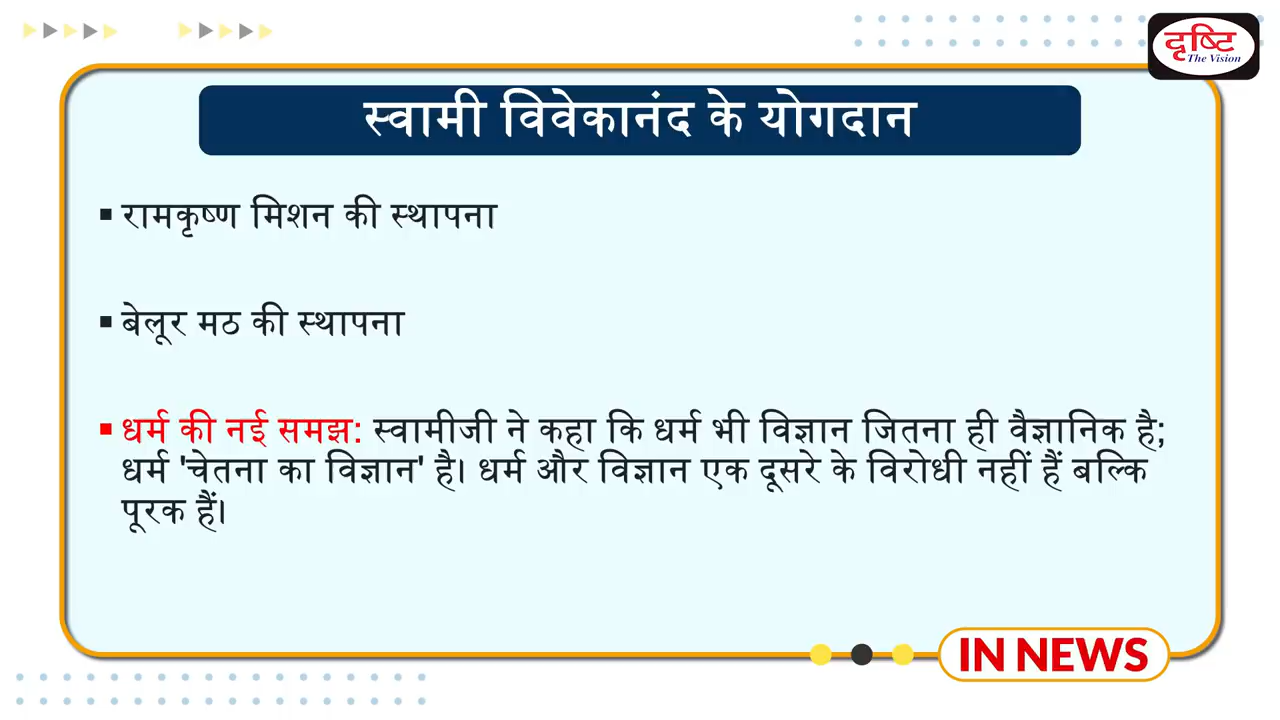 दृष्टि
The Vision
स्वामी विवेकानंद के योगदान
▪ रामकृष्ण मिशन की स्थापना
▪ बेलूर मठ की स्थापना
▪ धर्म की नई समझ: स्वामीजी ने कहा कि धर्म भी विज्ञान जितना ही वैज्ञानिक है;
धर्म 'चेतना का विज्ञान' है। धर्म और विज्ञान एक दूसरे के विरोधी नहीं हैं बल्कि
पूरक हैं।
IN NEWS